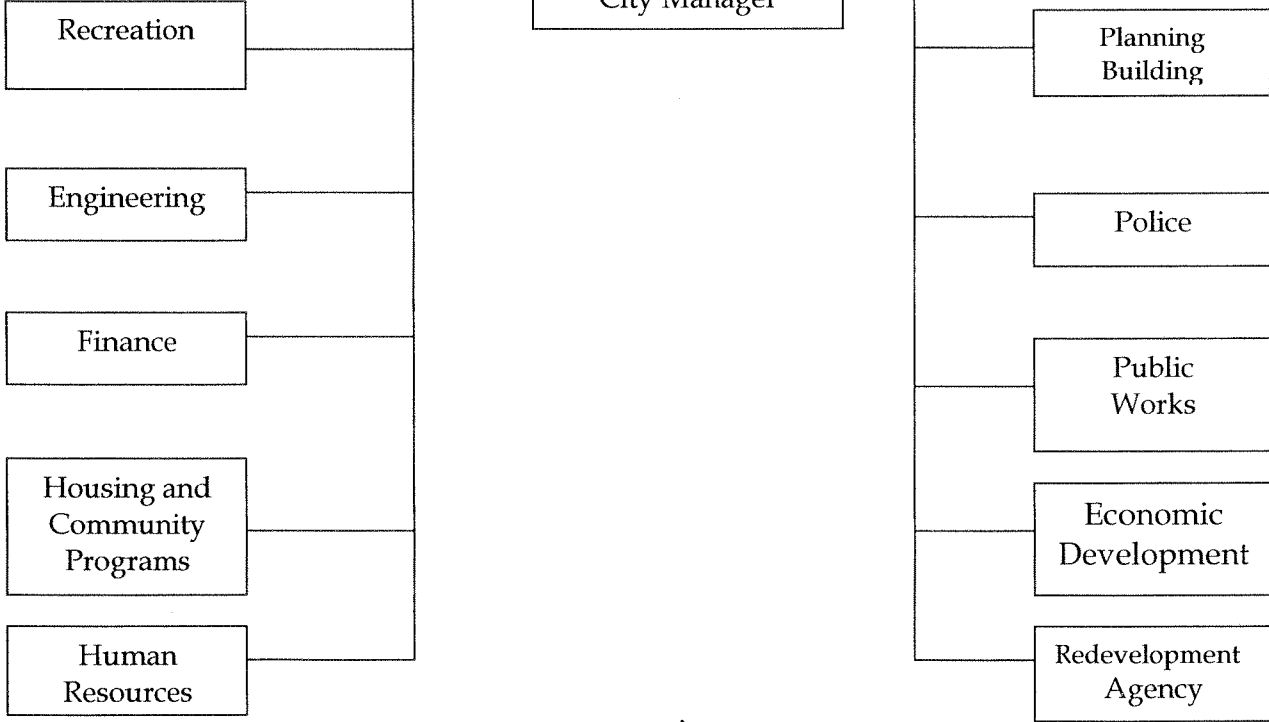 City Manager
Recreation
Planning
Building
Engineering
Police
Finance
Public
Works
Housing and
Community
Programs
Economic
Development
Human
Resources
Redevelopment
Agency